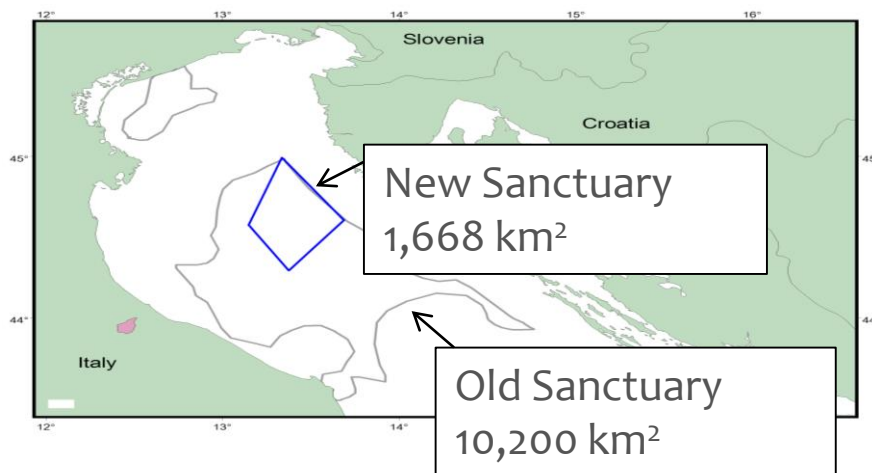 12° 13° 14° 15° 16°
Slovenia
Croatia
45° 45
New Sanctuary
1,668 km²
44° 44
Italy
Old Sanctuary
10,200 km²
12° 13° 14